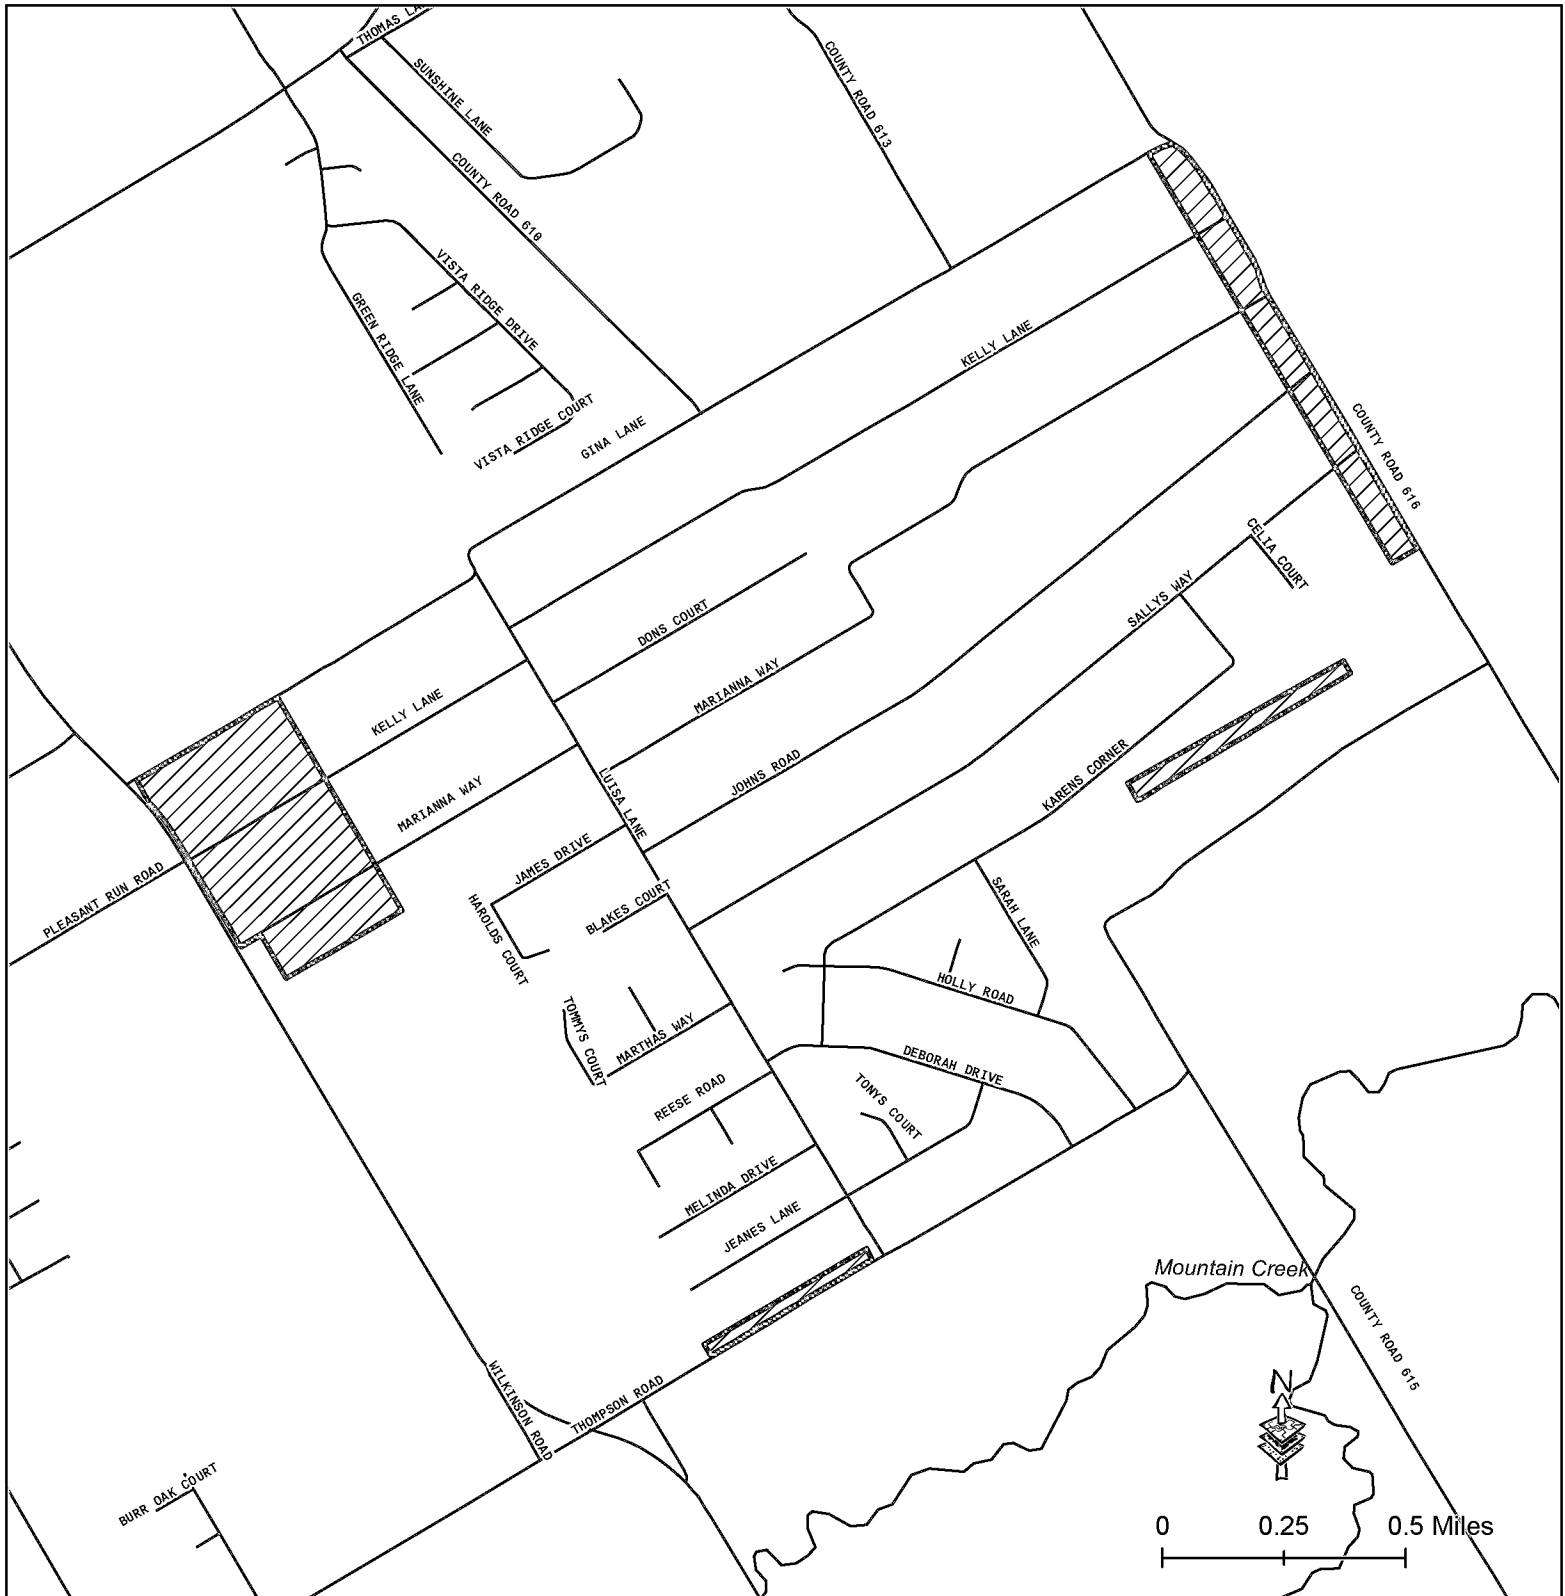 THOMAS LA
SUNSHINE LANE
COUNTY ROAD 613
COUNTY ROAD 610
VISTA RIDGE DRIVE
GREEN RIDGE LANE
VISTA RIDGE COURT
GINA LANE
KELLY LANE
COUNTY ROAD 616
CELIA COURT
DONS COURT
SALLYS WAY
MARIANNA WAY
KELLY LANE
JOHNS ROAD
KARENS CORNER
LUISA LANE
MARIANNA WAY
JAMES DRIVE
PLEASANT RUN ROAD
HAROLDS COURT
BLAKES COURT
SARAH LANE
HOLLY ROAD
TOMMYS COURT
MARTHAS WAY
DEBORAH DRIVE
REESE ROAD
TONYS COURT
MELINDA DRIVE
JEANES LANE
Mountain Creek
COUNTY ROAD 615
WILKINSON ROAD
THOMPSON ROAD
N
BURR OAK COURT
0 0.25 0.5 Miles